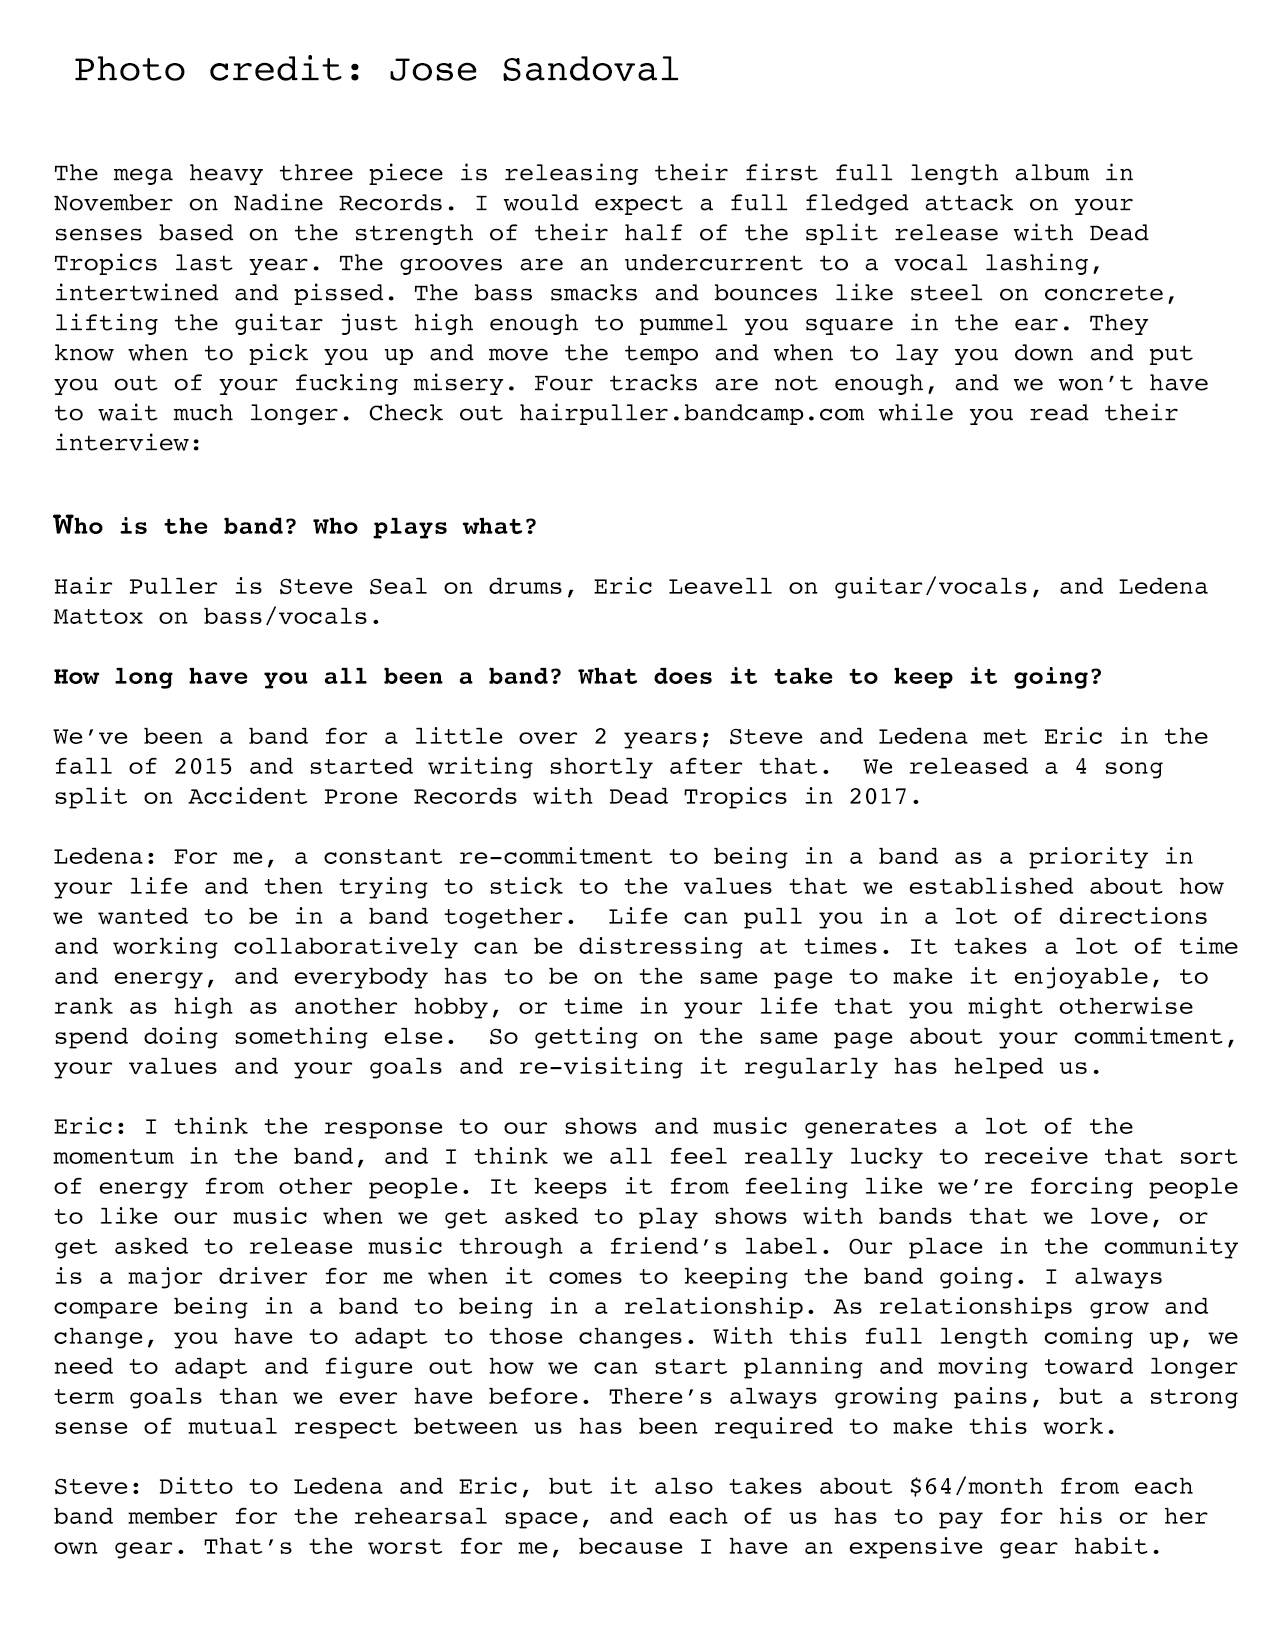 Photo credit: Jose Sandoval
The mega heavy three piece is releasing their first full length album in
November on Nadine Records. I would expect a full fledged attack on your
senses based on the strength of their half of the split release with Dead
Tropics last year. The grooves are an undercurrent to a vocal lashing,
intertwined and pissed. The bass smacks and bounces like steel on concrete,
lifting the guitar just high enough to pummel you square in the ear. They
know when to pick you up and move the tempo and when to lay you down and put
you out of your fucking misery. Four tracks are not enough, and we won’t have
to wait much longer. Check out hairpuller.bandcamp.com while you read their
interview:
Who is the band? Who plays what?
Hair Puller is Steve Seal on drums, Eric Leavell on guitar/vocals, and Ledena
Mattox on bass/vocals.
How long have you all been a band? What does it take to keep it going?
We’ve been a band for a little over 2 years; Steve and Ledena met Eric in the
fall of 2015 and started writing shortly after that.  We released a 4 song
split on Accident Prone Records with Dead Tropics in 2017.
Ledena: For me, a constant re-commitment to being in a band as a priority in
your life and then trying to stick to the values that we established about how
we wanted to be in a band together.  Life can pull you in a lot of directions
and working collaboratively can be distressing at times. It takes a lot of time
and energy, and everybody has to be on the same page to make it enjoyable, to
rank as high as another hobby, or time in your life that you might otherwise
spend doing something else.  So getting on the same page about your commitment,
your values and your goals and re-visiting it regularly has helped us.
Eric: I think the response to our shows and music generates a lot of the
momentum in the band, and I think we all feel really lucky to receive that sort
of energy from other people. It keeps it from feeling like we’re forcing people
to like our music when we get asked to play shows with bands that we love, or
get asked to release music through a friend’s label. Our place in the community
is a major driver for me when it comes to keeping the band going. I always
compare being in a band to being in a relationship. As relationships grow and
change, you have to adapt to those changes. With this full length coming up, we
need to adapt and figure out how we can start planning and moving toward longer
term goals than we ever have before. There’s always growing pains, but a strong
sense of mutual respect between us has been required to make this work.
Steve: Ditto to Ledena and Eric, but it also takes about $64/month from each
band member for the rehearsal space, and each of us has to pay for his or her
own gear. That’s the worst for me, because I have an expensive gear habit.